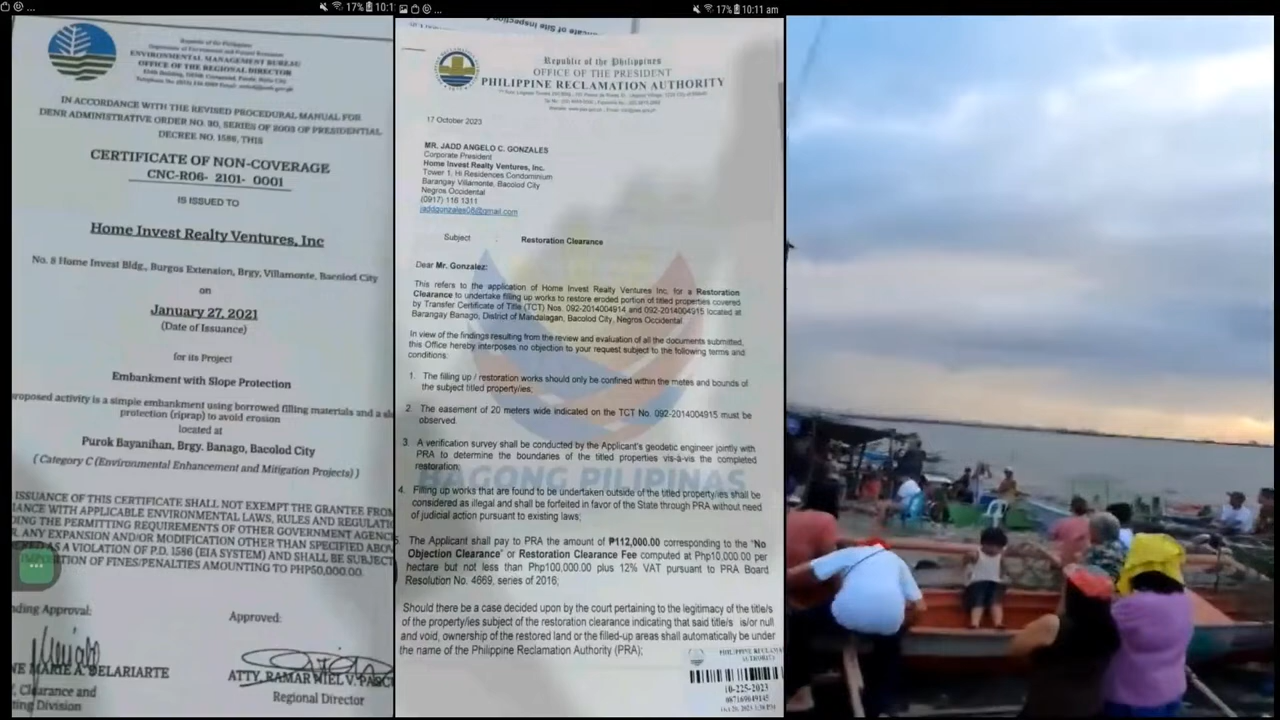 17% 10:1
Republic of the Philippines
Department of Environment and Natural Resources
ENVIRONMENTAL MANAGEMENT BUREAU
OFFICE OF THE REGIONAL DIRECTOR
IN ACCORDANCE WITH THE REVISED PROCEDURAL MANUAL FOR
DENR ADMINISTRATIVE ORDER NO. 30, SERIES OF 2003 OF PRESIDENTIAL
DECREE NO. 1586, THIS
CERTIFICATE OF NON-COVERAGE
CNC-R06- 2101- 0001
IS ISSUED TO
Home Invest Realty Ventures, Inc
No. 8 Home Invest Bldg., Burgos Extension, Brgy, Villamonte, Bacolod City
on
January 27, 2021
(Date of Issuance)
for its Project
Embankment with Slope Protection
roposed activity is a simple embankment using borrowed filling materials and a sl
protection (riprap) to avoid erosion
located at
Purok Bayanihan, Brgy. Banago, Bacolod City
( Category C (Environmental Enhancement and Mitigation Projects) )
ISSUANCE OF THIS CERTIFICATE SHALL NOT EXEMPT THE GRANTEE FROM
IANCE WITH APPLICABLE ENVIRONMENTAL LAWS, RULES AND REGULATI
DING THE PERMITTING REQUIREMENTS OF OTHER GOVERNMENT AGENC
ANY EXPANSION AND/OR MODIFICATION OTHER THAN SPECIFIED ABOV
RED AS A VIOLATION OF P.D. 1586 (EIA SYSTEM) AND SHALL BE SUBJECT
OSITION OF FINES/PENALTIES AMOUNTING TO PHP50,000.00.
ding Approval:
Approved:
NE MARIE A. DELARIARTE
ATTY. RAMAR NIEL V. PASC
Clearance and
Regional Director
ting Division
17% 10:11 am
Republic of the Philippines
OFFICE OF THE PRESIDENT
PHILIPPINE RECLAMATION AUTHORITY
17 October 2023
MR. JADD ANGELO C. GONZALES
Corporate President
Home Invest Realty Ventures, Inc.
Tower 1, Hi Residences Condominium
Barangay Villamonte, Bacolod City
Negros Occidental
(0917) 116 1311
jaddgonzales08@gmail.com
Subject : Restoration Clearance
Dear Mr. Gonzalez:
This refers to the application of Home Invest Realty Ventures Inc. for a Restoration
Clearance to undertake filling up works to restore eroded portion of titled properties covered
by Transfer Certificate of Title (TCT) Nos. 092-2014004914 and 092-2014004915 located at
Barangay Banago, District of Mandalagan, Bacolod City, Negros Occidental.
In view of the findings resulting from the review and evaluation of all the documents submitted,
this Office hereby interposes no objection to your request subject to the following terms and
conditions:
1. The filling up / restoration works should only be confined within the metes and bounds of
the subject titled property/ies;
2. The easement of 20 meters wide indicated on the TCT No. 092-2014004915 must be
observed.
3. A verification survey shall be conducted by the Applicant's geodetic engineer jointly with
PRA to determine the boundaries of the titled properties vis-à-vis the completed
restoration;
BAGONG PILIPINAS
4. Filling up works that are found to be undertaken outside of the titled property/ies shall be
considered as illegal and shall be forfeited in favor of the State through PRA without need
of judicial action pursuant to existing laws;
5. The Applicant shall pay to PRA the amount of ₱112,000.00 corresponding to the "No
Objection Clearance" or Restoration Clearance Fee computed at Php10,000.00 per
hectare but not less than Php100,000.00 plus 12% VAT pursuant to PRA Board
Resolution No. 4669, series of 2016;
Should there be a case decided upon by the court pertaining to the legitimacy of the title/s
of the property/ies subject of the restoration clearance indicating that said title/s is/or null
and void, ownership of the restored land or the filled-up areas shall automatically be under
the name of the Philippine Reclamation Authority (PRA);
10-225-2023